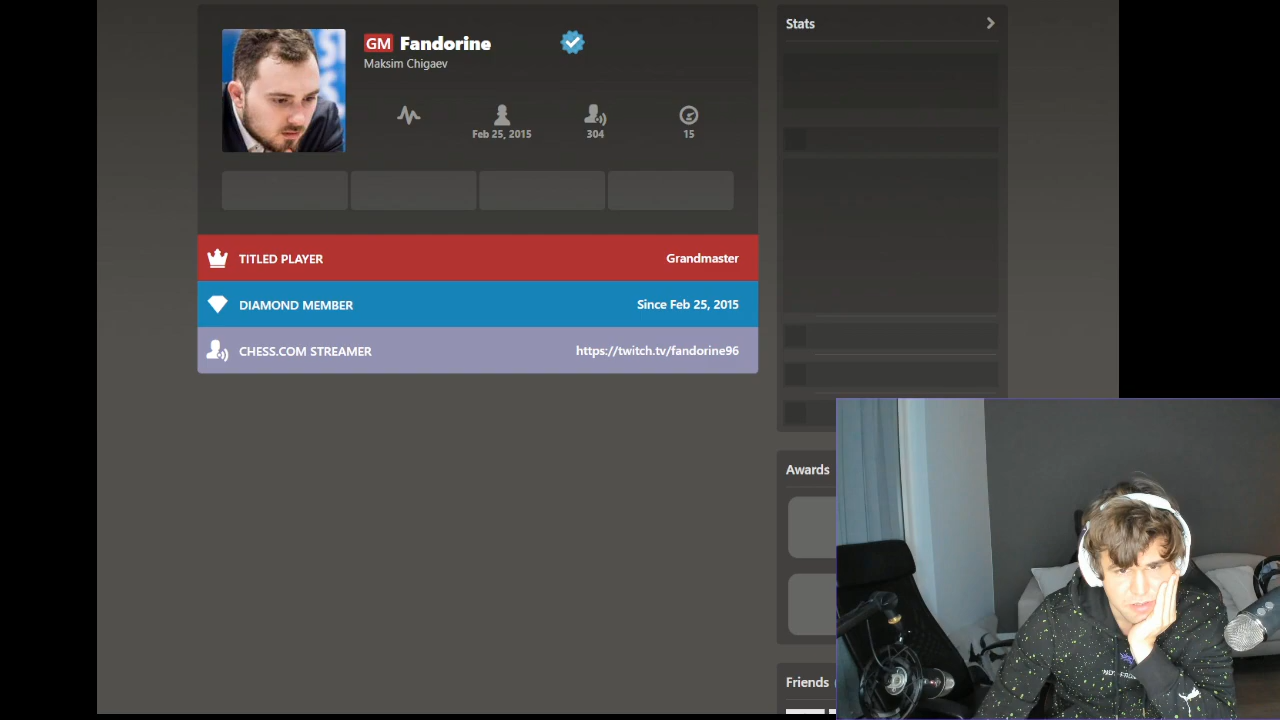 GM Fandorine
Maksim Chigaev
Feb 25, 2015
304
15
TITLED PLAYER
Grandmaster
DIAMOND MEMBER
Since Feb 25, 2015
CHESS.COM STREAMER
https://twitch.tv/fandorine96
Stats
Awards
Friends